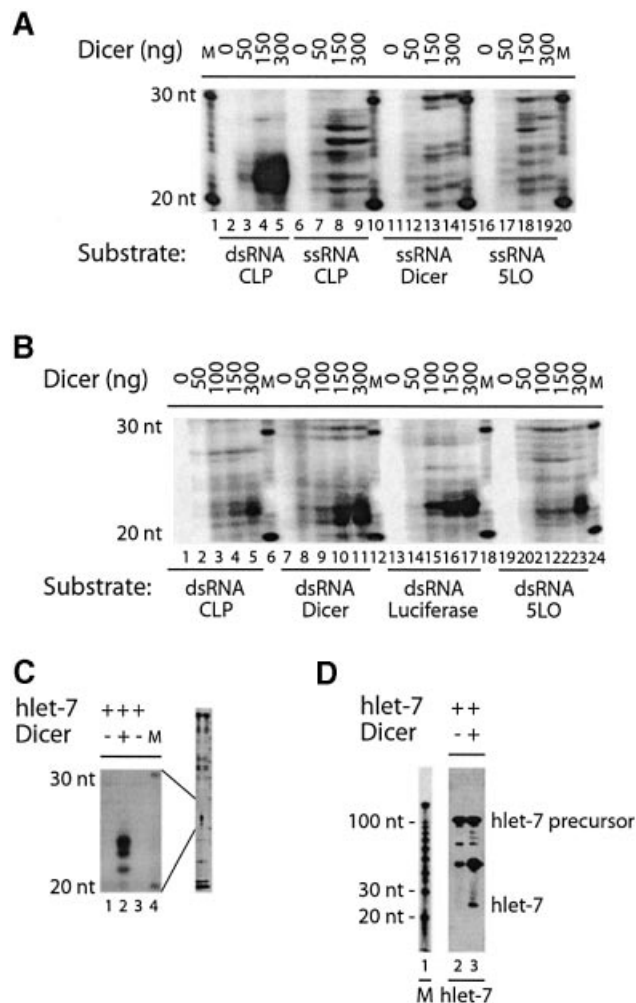 A
Dicer (ng) M 0 50 150 300 0 50 150 300 0 50 150 300 0 50 150 300 M
30 nt
20 nt
1 2 3 4 5 6 7 8 9 10 11 12 13 14 15 16 17 18 19 20
Substrate: dsRNA ssRNA ssRNA ssRNA
CLP CLP Dicer 5LO
B
Dicer (ng) 0 50 100 150 300 M 0 50 100 150 300 M 0 50 100 150 300 M 0 50 100 150 300 M
30 nt
20 nt
1 2 3 4 5 6 7 8 9 10 11 12 13 14 15 16 17 18 19 20 21 22 23 24
Substrate: dsRNA dsRNA dsRNA dsRNA
CLP Dicer Luciferase 5LO
C
hlet-7 + + +
Dicer - + - M
30 nt
20 nt
1 2 3 4
D
hlet-7 + +
Dicer - +
100 nt - hlet-7 precursor
30 nt -
20 nt - hlet-7
1 2 3
M hlet-7